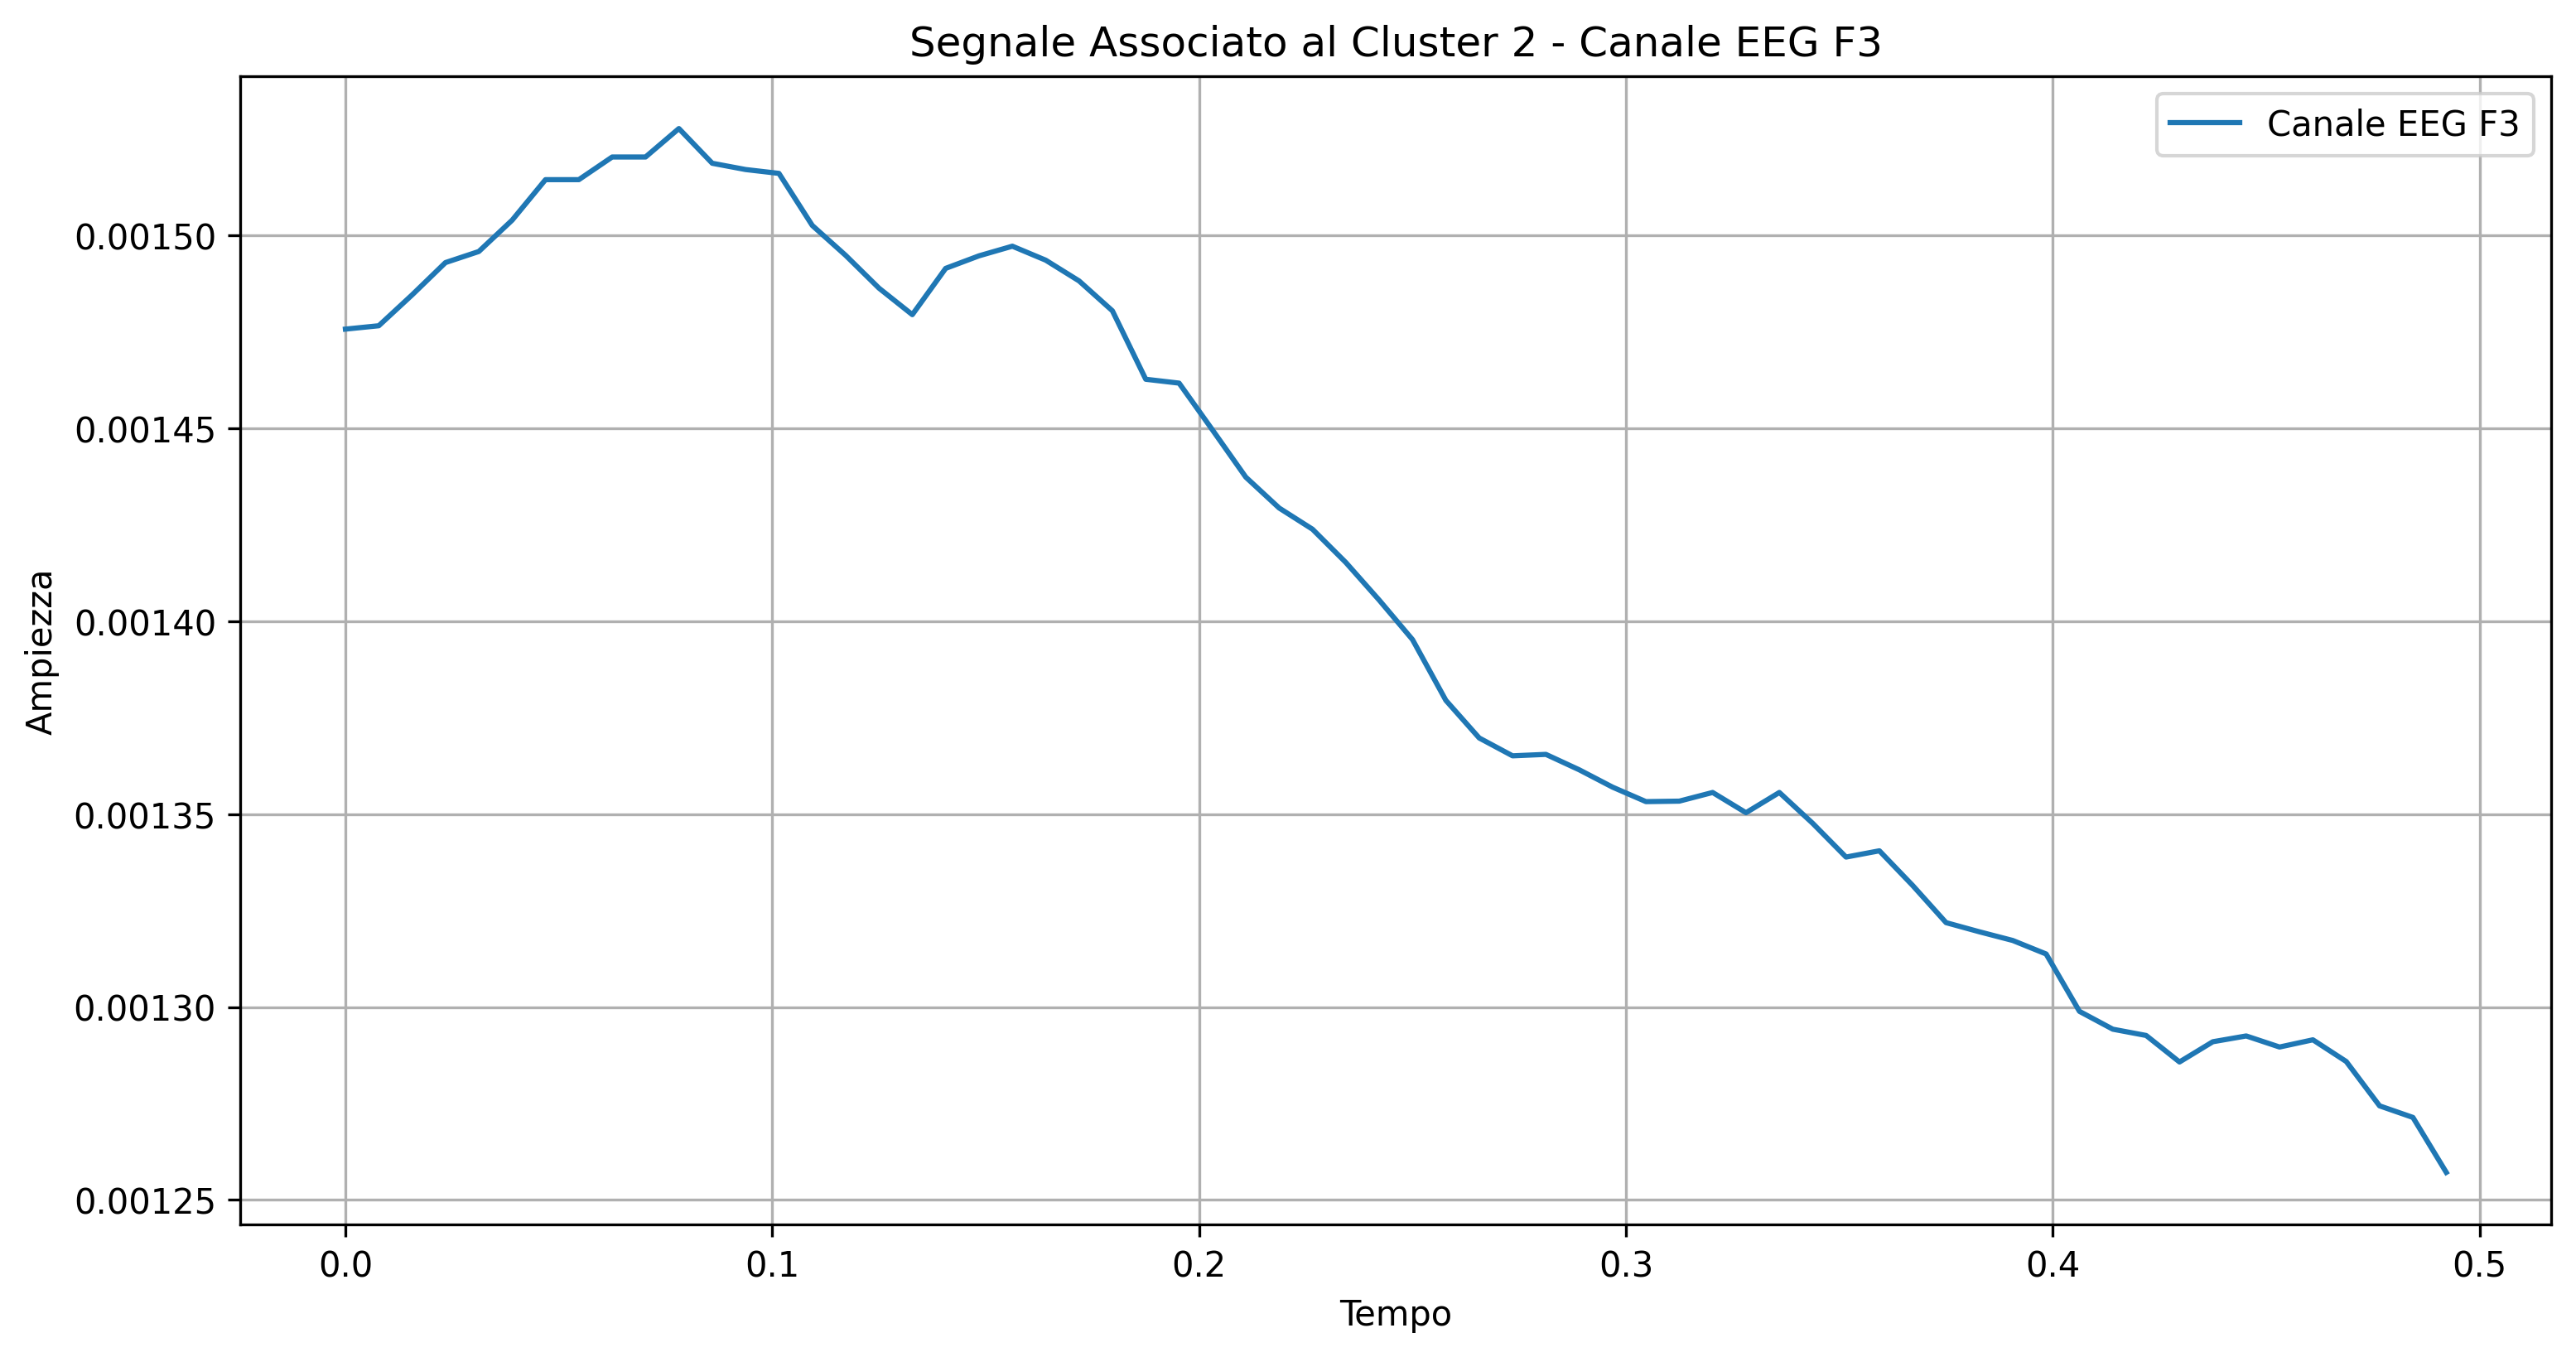 Segnale Associato al Cluster 2 - Canale EEG F3
Canale EEG F3
Ampiezza
0.00150
0.00145
0.00140
0.00135
0.00130
0.00125
0.0 0.1 0.2 0.3 0.4 0.5
Tempo